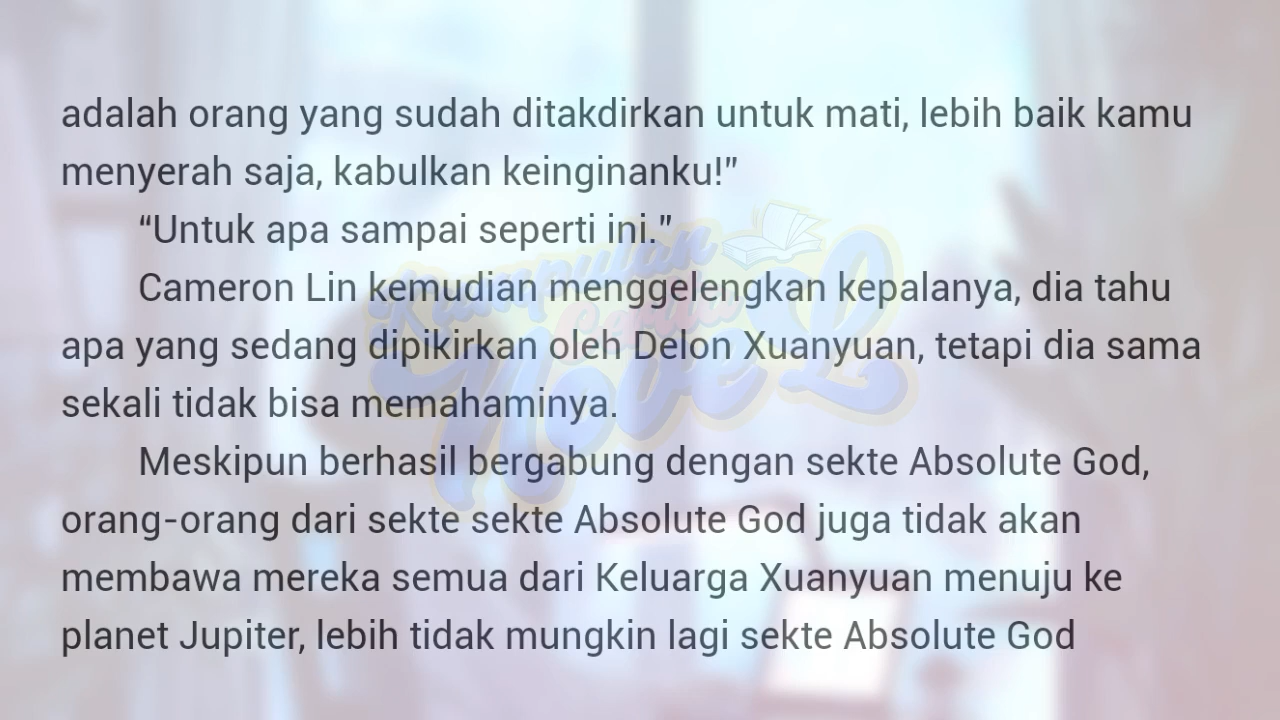 adalah orang yang sudah ditakdirkan untuk mati, lebih baik kamu
menyerah saja, kabulkan keinginanku!"
“Untuk apa sampai seperti ini.”
Cameron Lin kemudian menggelengkan kepalanya, dia tahu
apa yang sedang dipikirkan oleh Delon Xuanyuan, tetapi dia sama
sekali tidak bisa memahaminya.
Meskipun berhasil bergabung dengan sekte Absolute God,
orang-orang dari sekte sekte Absolute God juga tidak akan
membawa mereka semua dari Keluarga Xuanyuan menuju ke
planet Jupiter, lebih tidak mungkin lagi sekte Absolute God
Kumpulan
Cerita
Novel